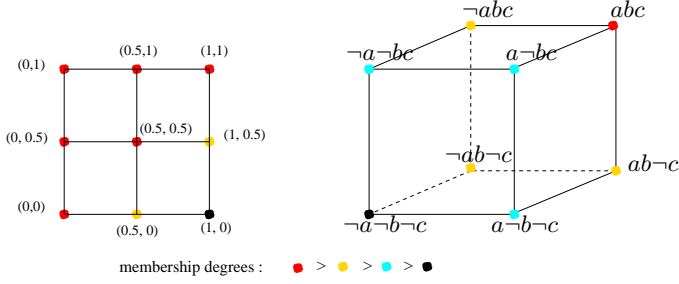 ¬abc abc
(0,1) (0.5,1) (1,1) ¬a¬bc a¬bc
(0, 0.5) (0.5, 0.5) (1, 0.5)
¬ab¬c ab¬c
(0,0) (0.5, 0) (1, 0) ¬a¬b¬c a¬b¬c
membership degrees : > > >